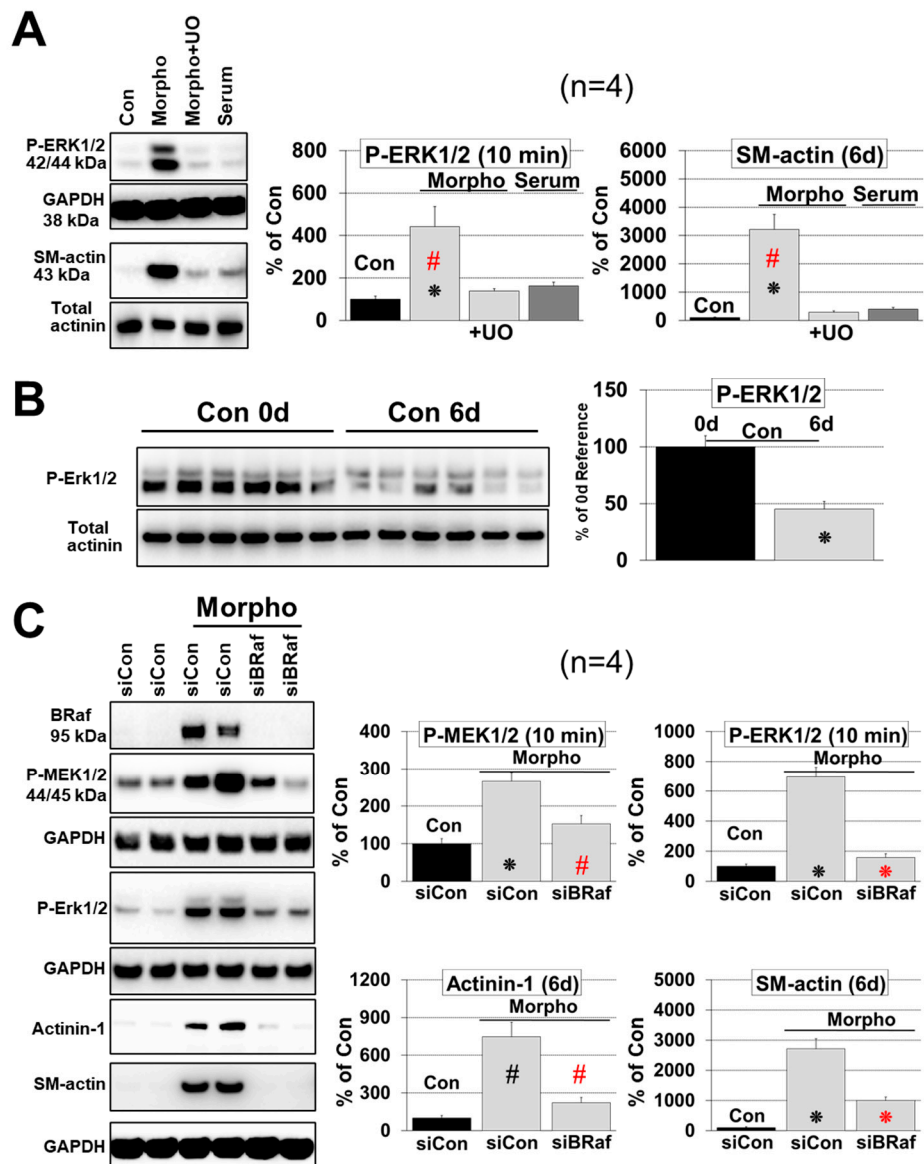 A
Con
Morpho
Morpho+UO
Serum
P-ERK1/2
42/44 kDa
GAPDH
38 kDa
SM-actin
43 kDa
Total
actinin
(n=4)
P-ERK1/2 (10 min)
% of Con
800
600
400
200
0
Morpho Serum
Con
#
*
+UO
SM-actin (6d)
% of Con
6000
5000
4000
3000
2000
1000
0
Morpho Serum
#
*
Con
+UO
B
Con 0d Con 6d
P-Erk1/2
Total
actinin
P-ERK1/2
% of 0d Reference
150
100
50
0
0d 6d
Con
*
C
Morpho
siCon
siCon
siCon
siCon
siBRaf
siBRaf
BRaf
95 kDa
P-MEK1/2
44/45 kDa
GAPDH
P-Erk1/2
GAPDH
Actinin-1
SM-actin
GAPDH
(n=4)
P-MEK1/2 (10 min)
% of Con
400
300
200
100
0
Morpho
Con
* #
siCon siCon siBRaf
P-ERK1/2 (10 min)
% of Con
1000
800
600
400
200
0
Morpho
Con
* *
siCon siCon siBRaf
Actinin-1 (6d)
% of Con
1200
900
600
300
0
Morpho
Con
# #
siCon siCon siBRaf
SM-actin (6d)
% of Con
5000
4000
3000
2000
1000
0
Morpho
Con
* *
siCon siCon siBRaf